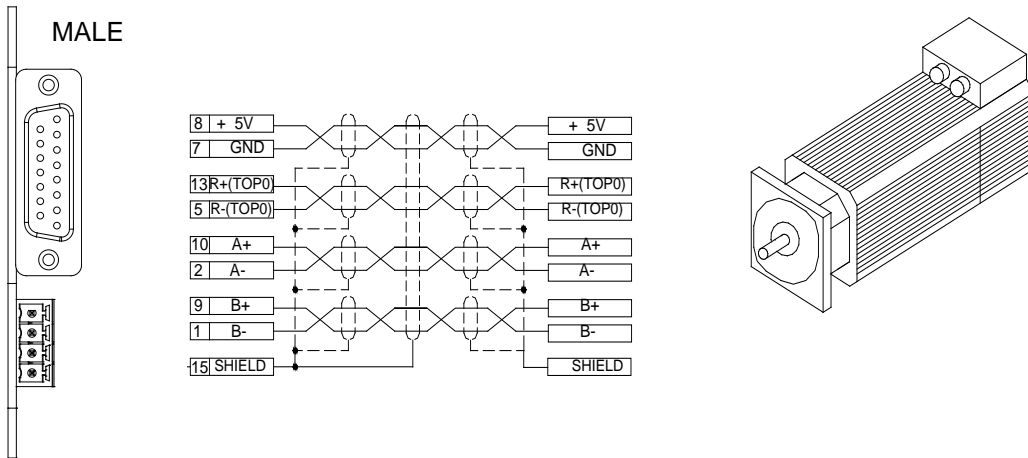 MALE
8 + 5V + 5V
7 GND GND
13 R+(TOP0) R+(TOP0)
5 R-(TOP0) R-(TOP0)
10 A+ A+
2 A- A-
9 B+ B+
1 B- B-
15 SHIELD SHIELD